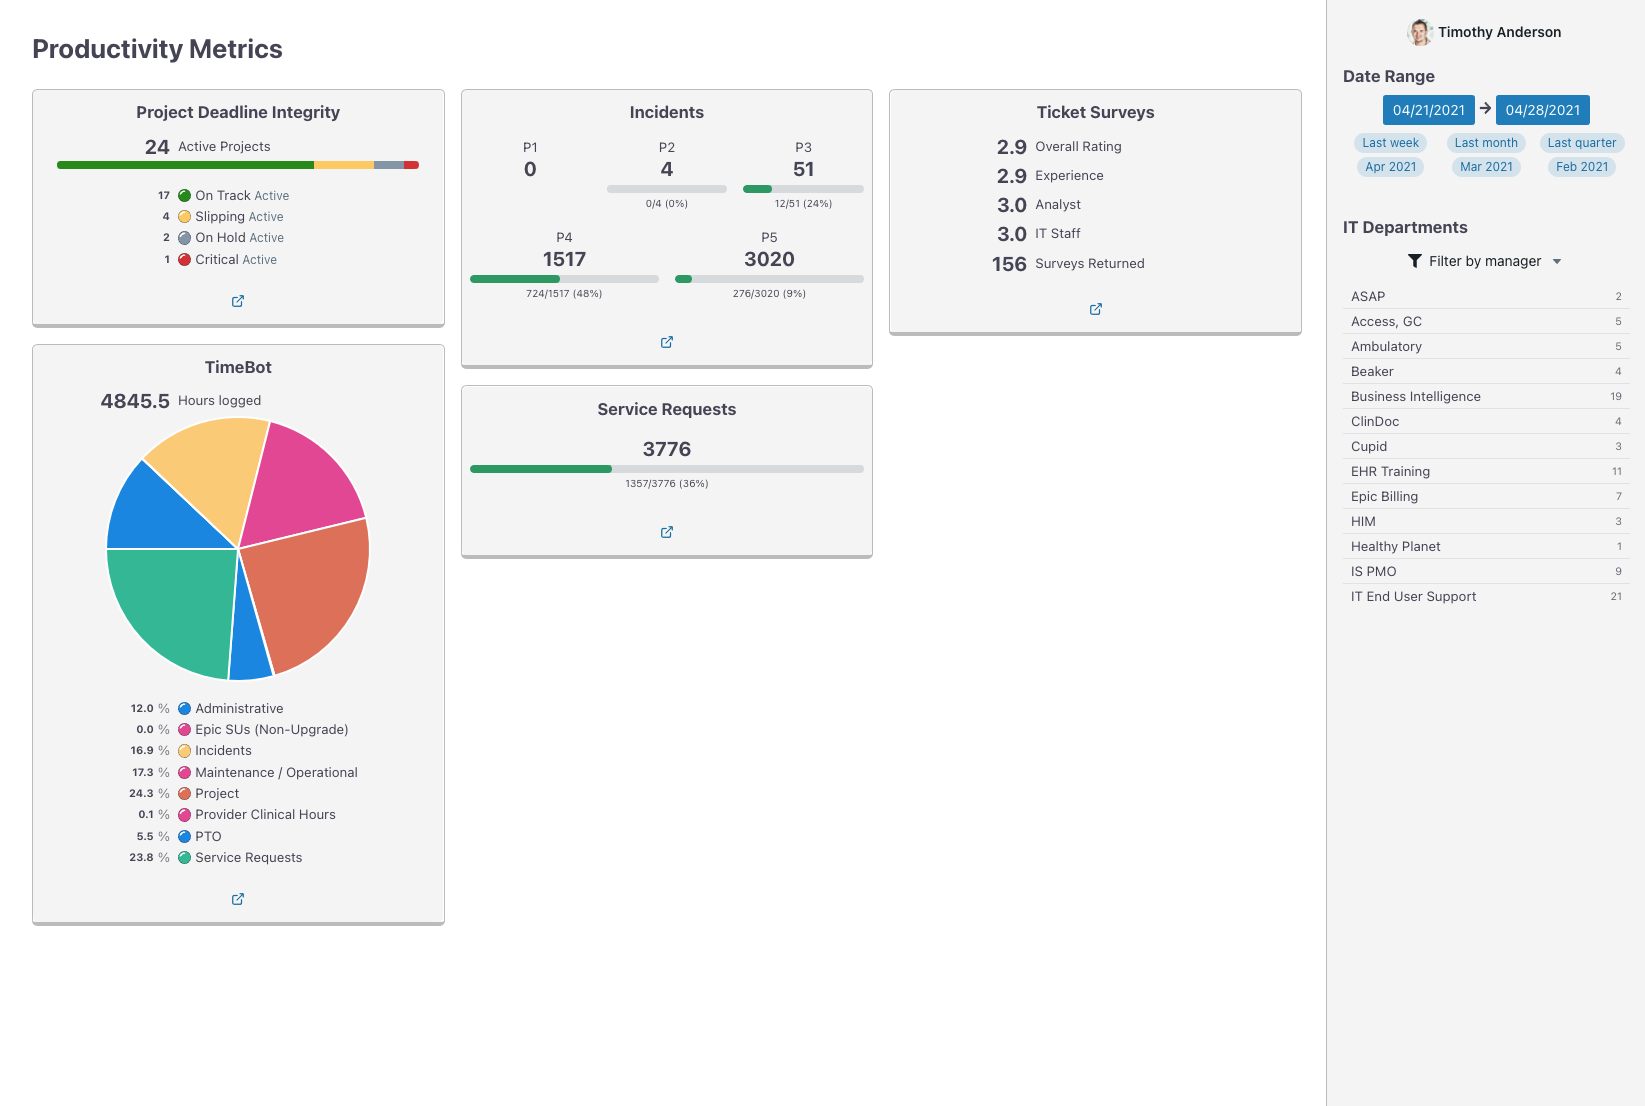 Productivity Metrics
Project Deadline Integrity
24 Active Projects
17 On Track Active
4 Slipping Active
2 On Hold Active
1 Critical Active
TimeBot
4845.5 Hours logged
12.0 % Administrative
0.0 % Epic SUs (Non-Upgrade)
16.9 % Incidents
17.3 % Maintenance / Operational
24.3 % Project
0.1 % Provider Clinical Hours
5.5 % PTO
23.8 % Service Requests
Incidents
P1 P2 P3
0 4 51
0/4 (0%) 12/51 (24%)
P4 P5
1517 3020
724/1517 (48%) 276/3020 (9%)
Service Requests
3776
1357/3776 (36%)
Ticket Surveys
2.9 Overall Rating
2.9 Experience
3.0 Analyst
3.0 IT Staff
156 Surveys Returned
Timothy Anderson
Date Range
04/21/2021 → 04/28/2021
Last week Last month Last quarter
Apr 2021 Mar 2021 Feb 2021
IT Departments
Filter by manager
ASAP 2
Access, GC 5
Ambulatory 5
Beaker 4
Business Intelligence 19
ClinDoc 4
Cupid 3
EHR Training 11
Epic Billing 7
HIM 3
Healthy Planet 1
IS PMO 9
IT End User Support 21